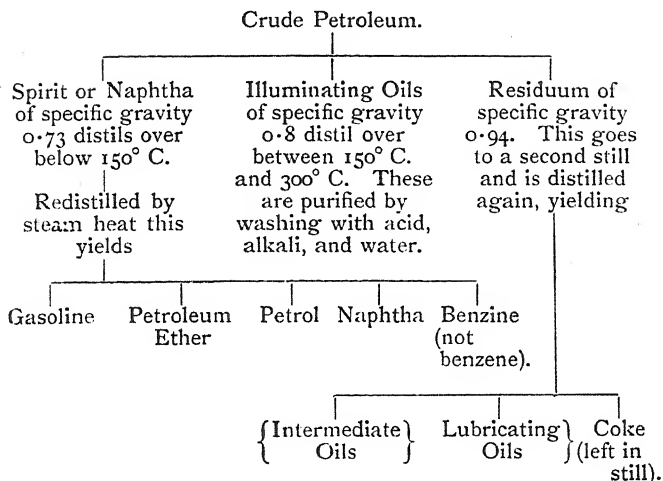 Crude Petroleum.
Spirit or Naphtha
of specific gravity
0·73 distils over
below 150° C.
Redistilled by
steam heat this
yields
Illuminating Oils
of specific gravity
0·8 distil over
between 150° C.
and 300° C. These
are purified by
washing with acid,
alkali, and water.
Residuum of
specific gravity
0·94. This goes
to a second still
and is distilled
again, yielding
Gasoline
Petroleum
Ether
Petrol
Naphtha
Benzine
(not
benzene).
{Intermediate}
Oils
Lubricating}
Oils
Coke
(left in
still).